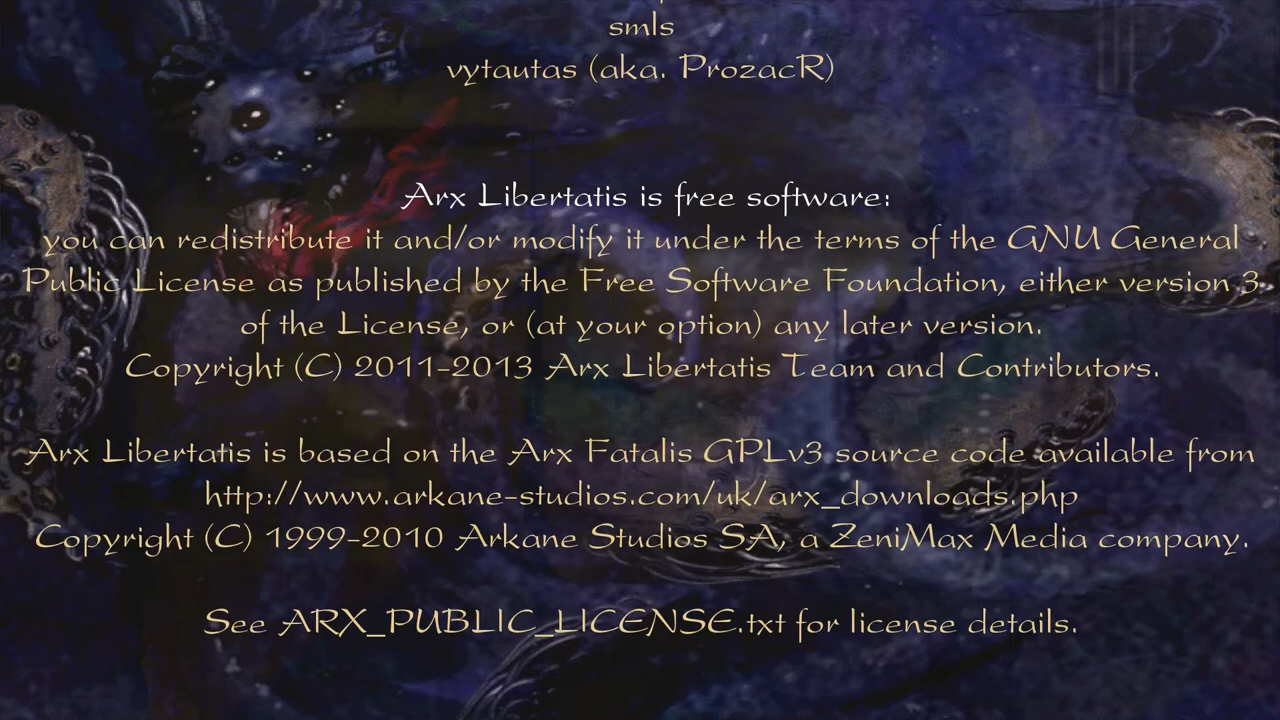 smls
vytautas (aka. ProzacR)
Arx Libertatis is free software:
you can redistribute it and/or modify it under the terms of the GNU General
Public License as published by the Free Software Foundation, either version 3
of the License, or (at your option) any later version.
Copyright (C) 2011-2013 Arx Libertatis Team and Contributors.
Arx Libertatis is based on the Arx Fatalis GPLv3 source code available from
http://www.arkane-studios.com/uk/arx_downloads.php
Copyright (C) 1999-2010 Arkane Studios SA, a ZeniMax Media company.
See ARX_PUBLIC_LICENSE.txt for license details.